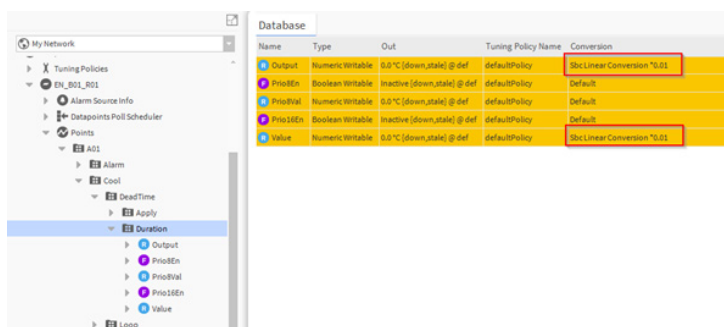 My Network
Tuning Policies
EN_B01_R01
Alarm Source Info
Datapoints Poll Scheduler
Points
A01
Alarm
Cool
DeadTime
Apply
Duration
Output
Prio8En
Prio8Val
Prio16En
Value
Loop
Database
Name Type Out Tuning Policy Name Conversion
R Output Numeric Writable 0.0 °C {down,stale} @ def defaultPolicy Sbc Linear Conversion *0.01
F Prio8En Boolean Writable Inactive {down,stale} @ def defaultPolicy Default
R Prio8Val Numeric Writable 0.0 °C {down,stale} @ def defaultPolicy Default
F Prio16En Boolean Writable Inactive {down,stale} @ def defaultPolicy Default
R Value Numeric Writable 0.0 °C {down,stale} @ def defaultPolicy Sbc Linear Conversion *0.01